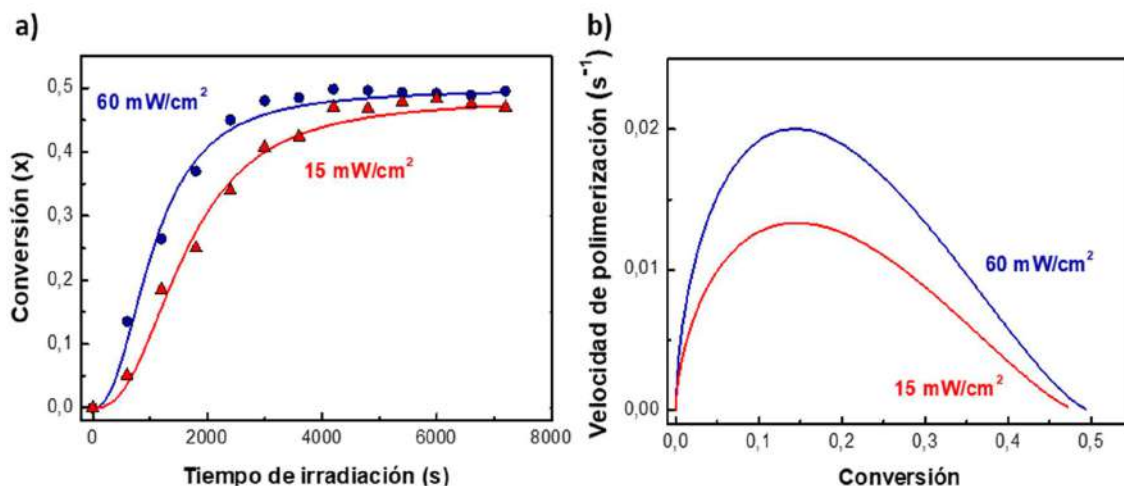 a)
Conversión (x)
0,5
0,4
0,3
0,2
0,1
0,0
60 mW/cm²
15 mW/cm²
0
2000
4000
6000
8000
Tiempo de irradiación (s)
b)
Velocidad de polimerización (s⁻¹)
0,02
0,01
0,00
60 mW/cm²
15 mW/cm²
0,0
0,1
0,2
0,3
0,4
0,5
Conversión